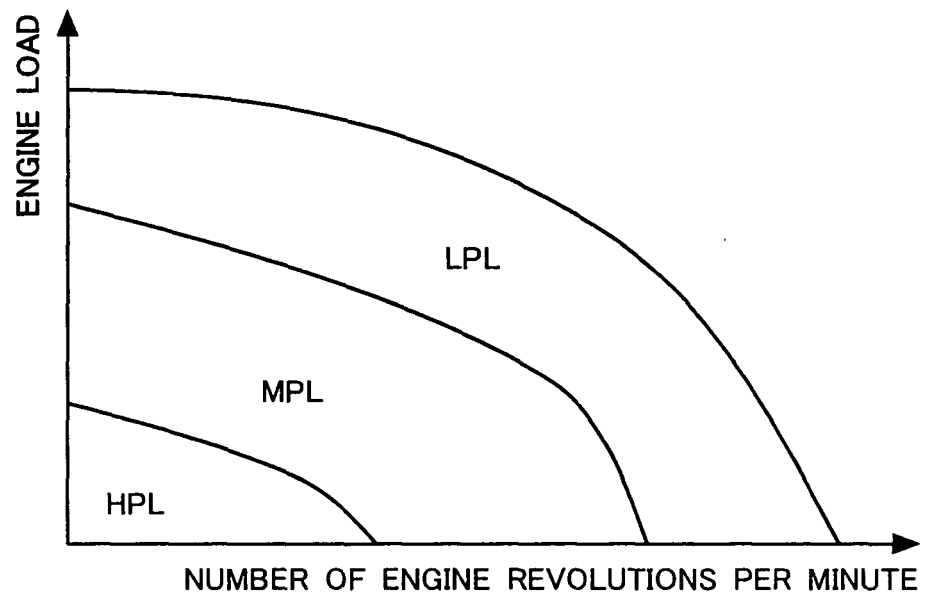 ENGINE LOAD
LPL
MPL
HPL
NUMBER OF ENGINE REVOLUTIONS PER MINUTE